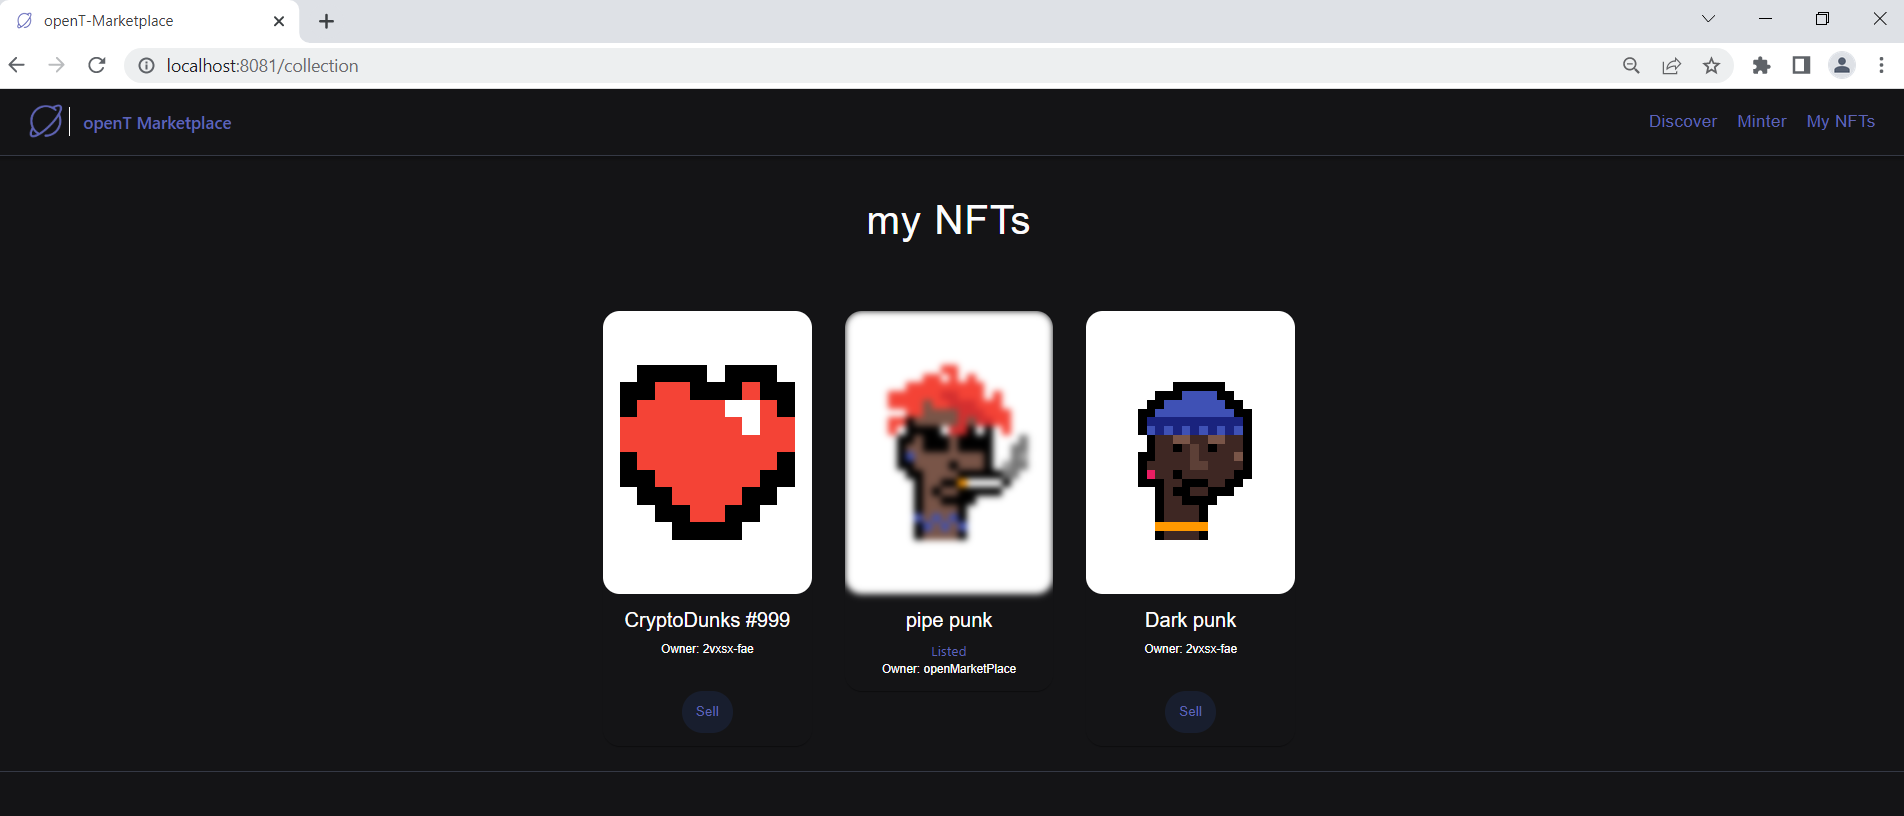 openT-Marketplace
localhost:8081/collection
openT Marketplace
Discover Minter My NFTs
my NFTs
CryptoDunks #999
Owner: 2vxsx-fae
Sell
pipe punk
Listed
Owner: openMarketPlace
Dark punk
Owner: 2vxsx-fae
Sell